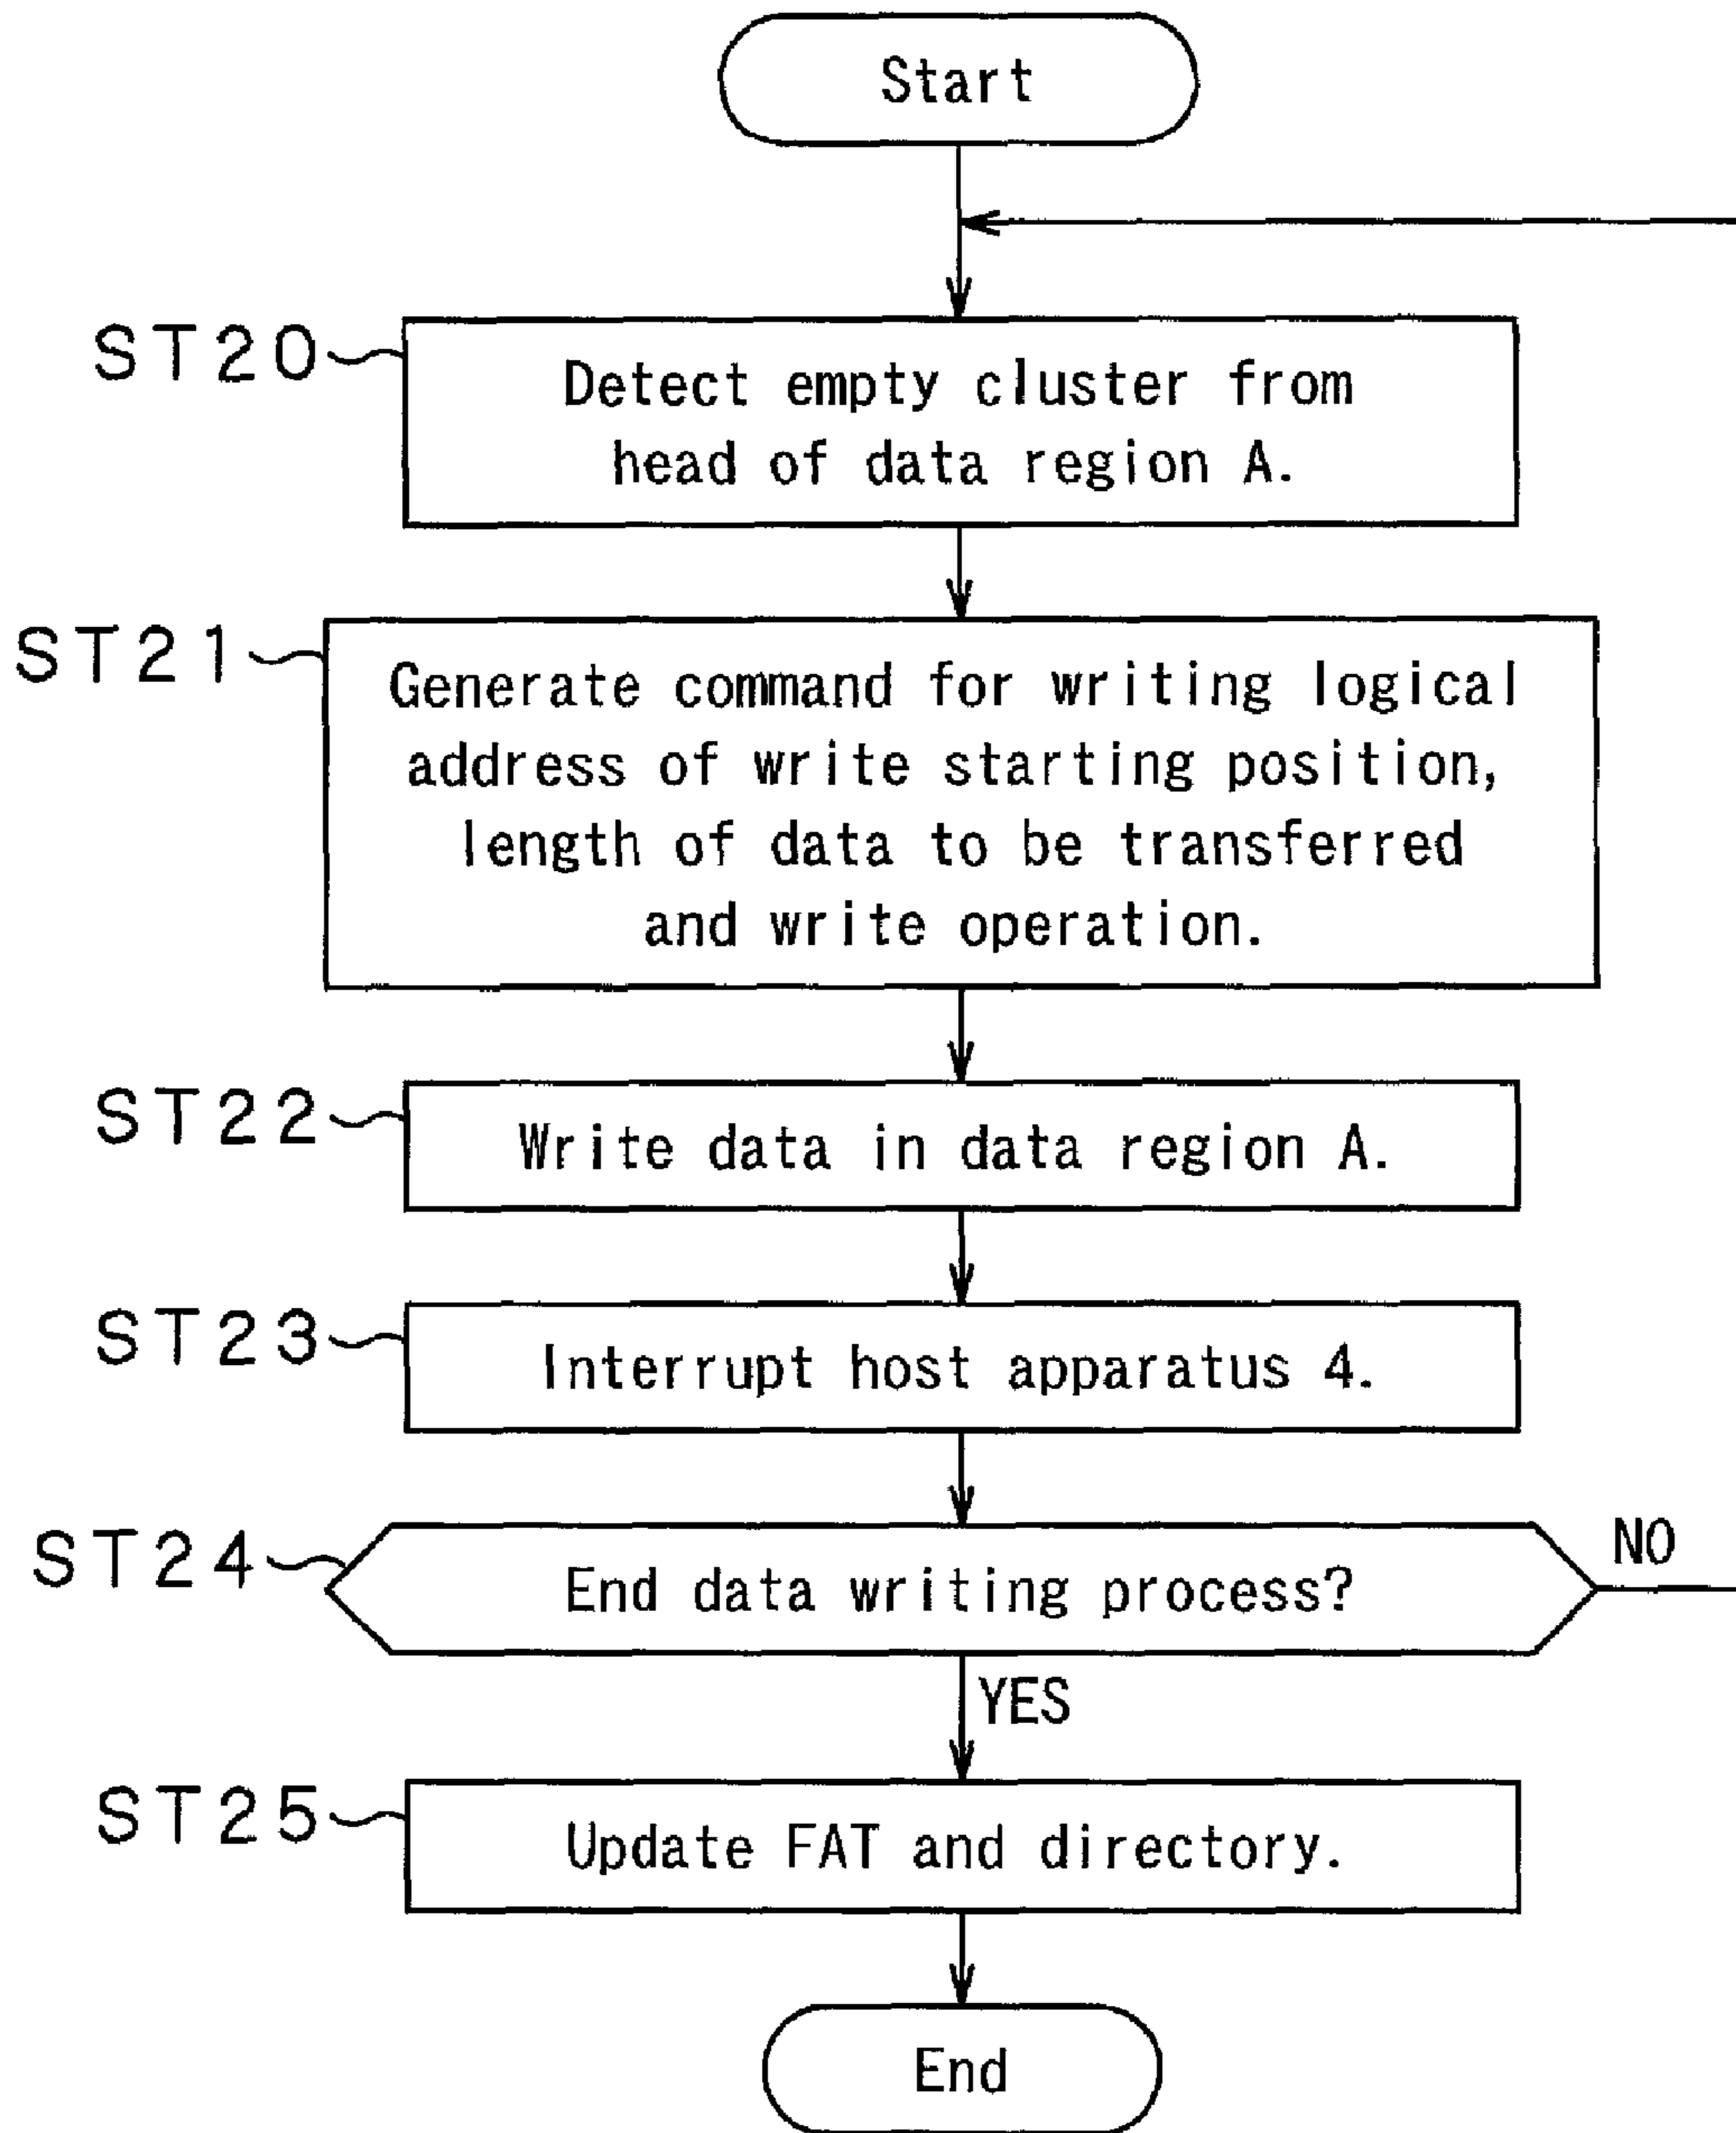 Start
ST20
Detect empty cluster from
head of data region A.
ST21
Generate command for writing logical
address of write starting position,
length of data to be transferred
and write operation.
ST22
Write data in data region A.
ST23
Interrupt host apparatus 4.
ST24
End data writing process?
NO
YES
ST25
Update FAT and directory.
End